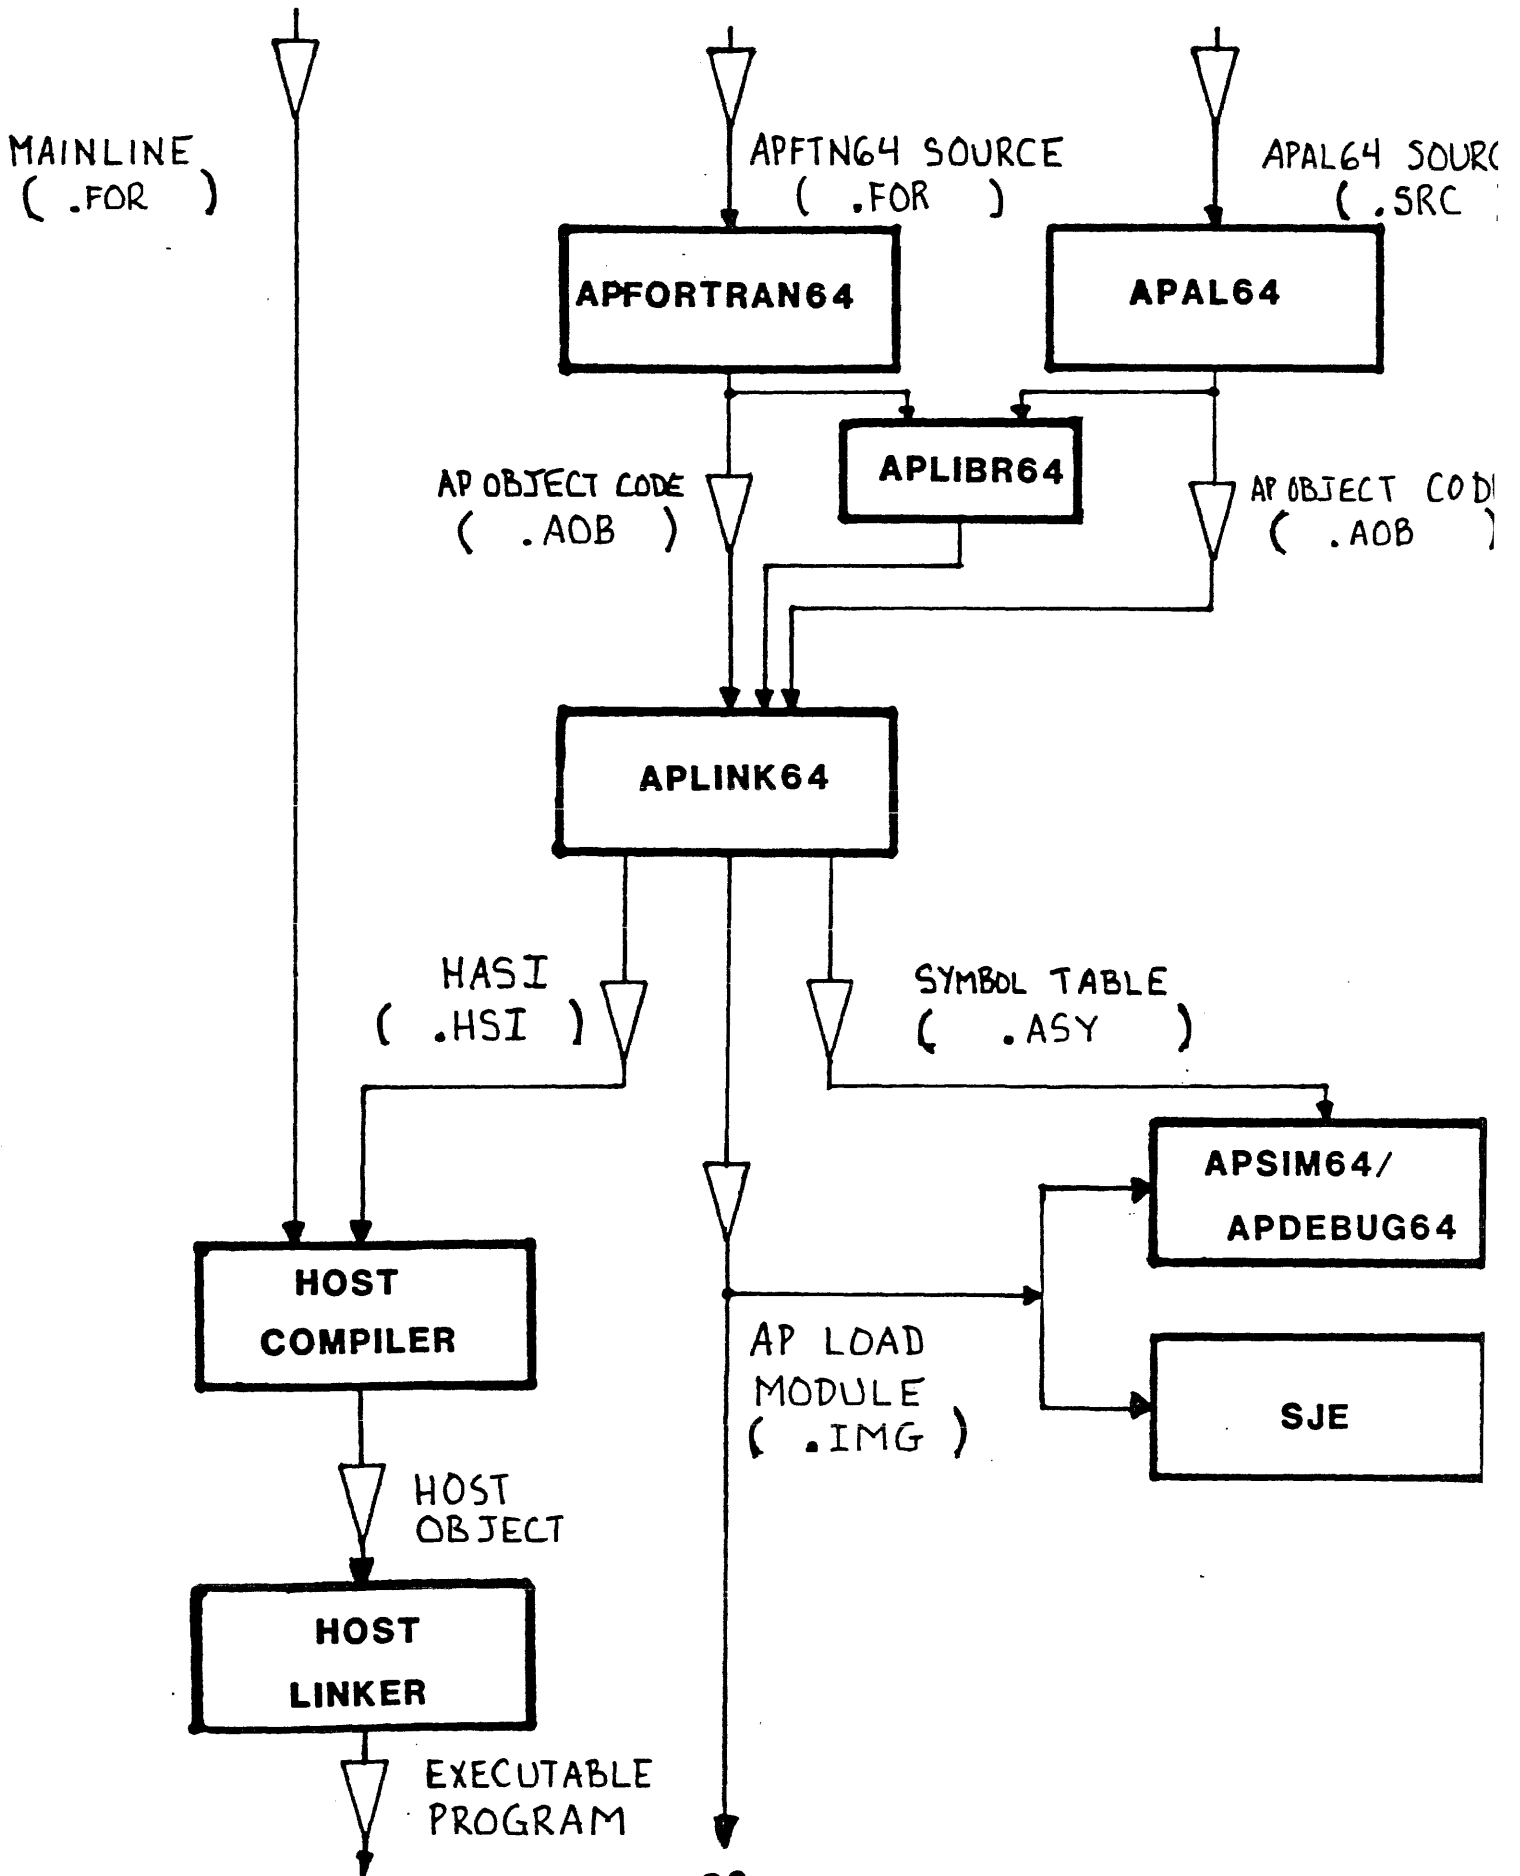 MAINLINE
( .FOR )
APFTN64 SOURCE
( .FOR )
APAL64 SOURC
( .SRC
APFORTRAN64
APAL64
APLIBR64
AP OBJECT CODE
( .AOB )
AP OBJECT COD
( .AOB )
APLINK64
HASI
( .HSI )
SYMBOL TABLE
( .ASY )
APSIM64/
APDEBUG64
HOST
COMPILER
AP LOAD
MODULE
( .IMG )
SJE
HOST
OBJECT
HOST
LINKER
EXECUTABLE
PROGRAM